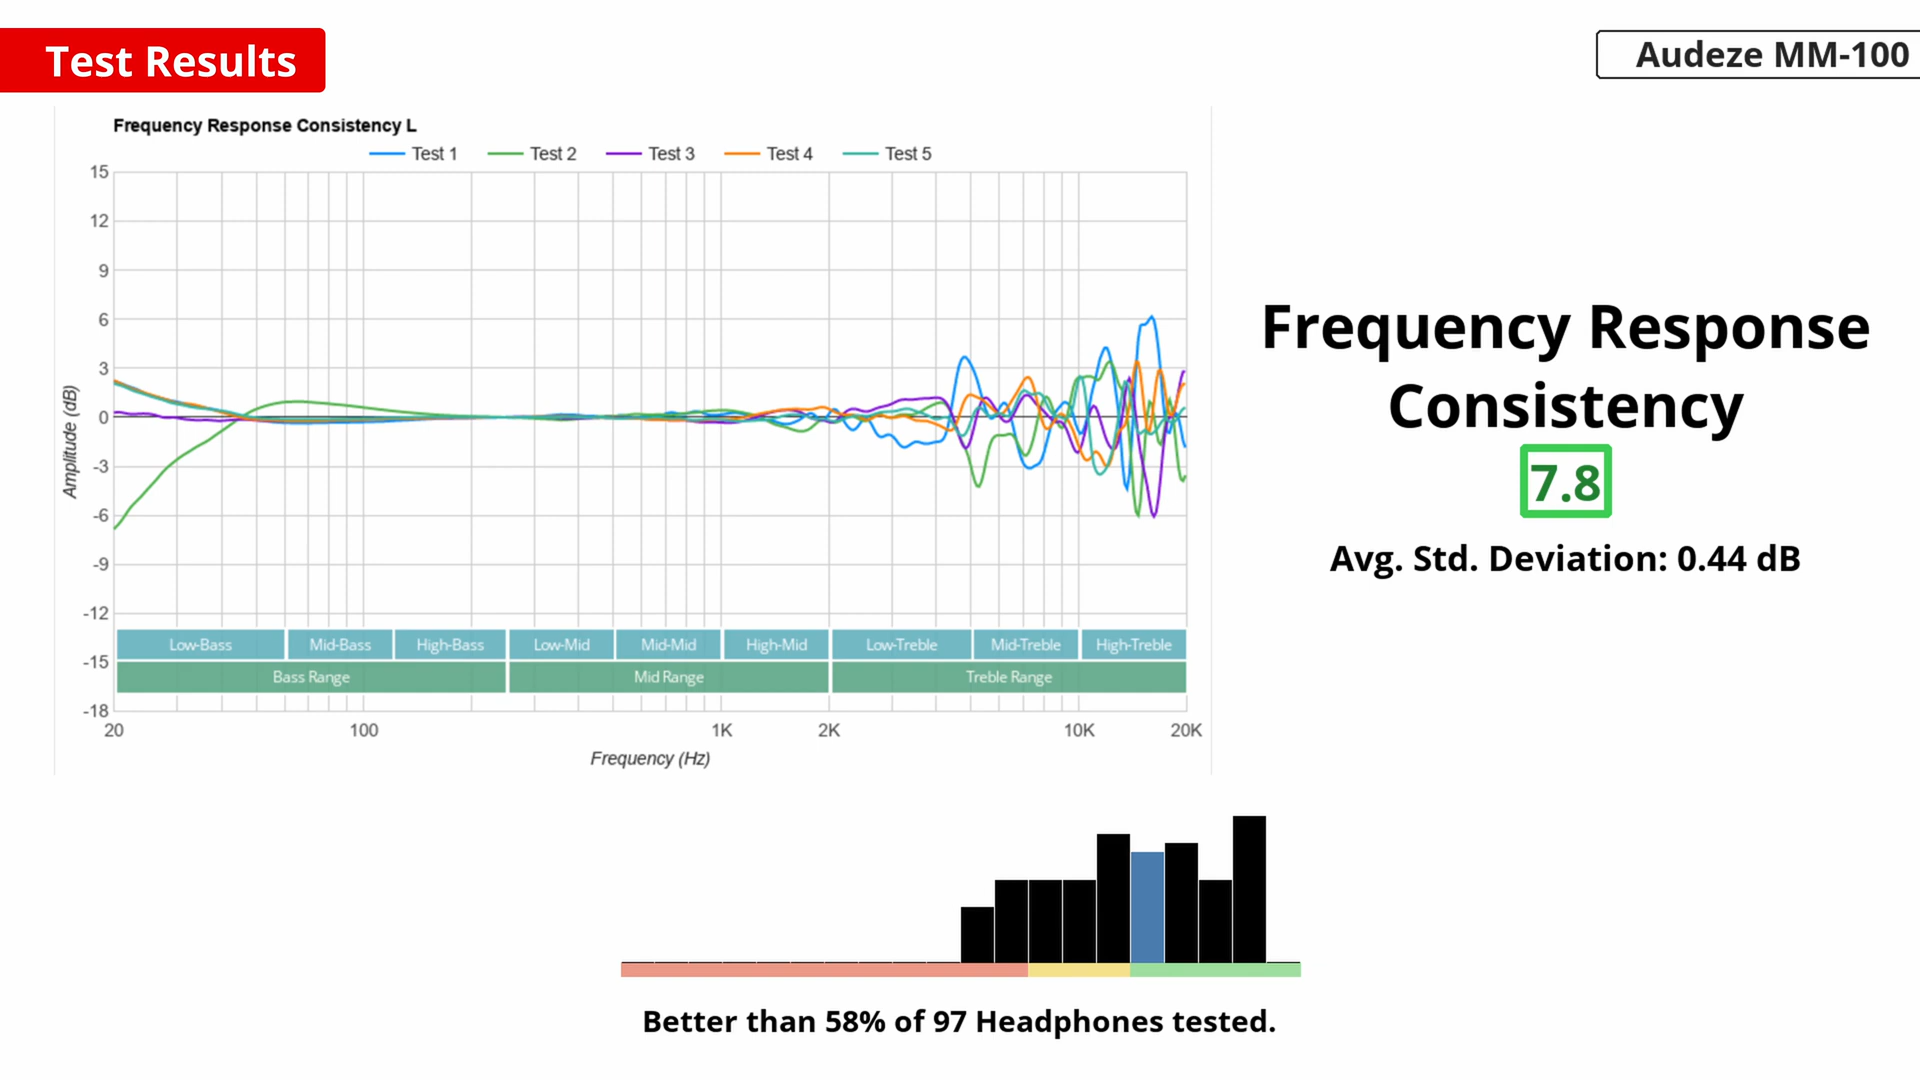 Test Results
Audeze MM-100
Frequency Response Consistency L
Test 1 Test 2 Test 3 Test 4 Test 5
15
12
9
6
3
0
-3
-6
-9
-12
-15
-18
Amplitude (dB)
Low-Bass Mid-Bass High-Bass Low-Mid Mid-Mid High-Mid Low-Treble Mid-Treble High-Treble
Bass Range Mid Range Treble Range
20 100 1K 2K 10K 20K
Frequency (Hz)
Frequency Response
Consistency
7.8
Avg. Std. Deviation: 0.44 dB
Better than 58% of 97 Headphones tested.